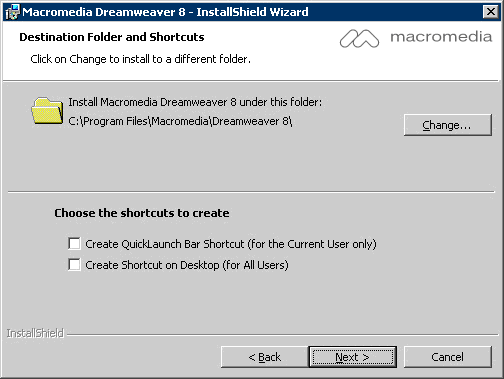 Macromedia Dreamweaver 8 - InstallShield Wizard
Destination Folder and Shortcuts
Click on Change to install to a different folder.
macromedia
Install Macromedia Dreamweaver 8 under this folder:
C:\Program Files\Macromedia\Dreamweaver 8\
Change...
Choose the shortcuts to create
Create QuickLaunch Bar Shortcut (for the Current User only)
Create Shortcut on Desktop (for All Users)
InstallShield
< Back Next > Cancel